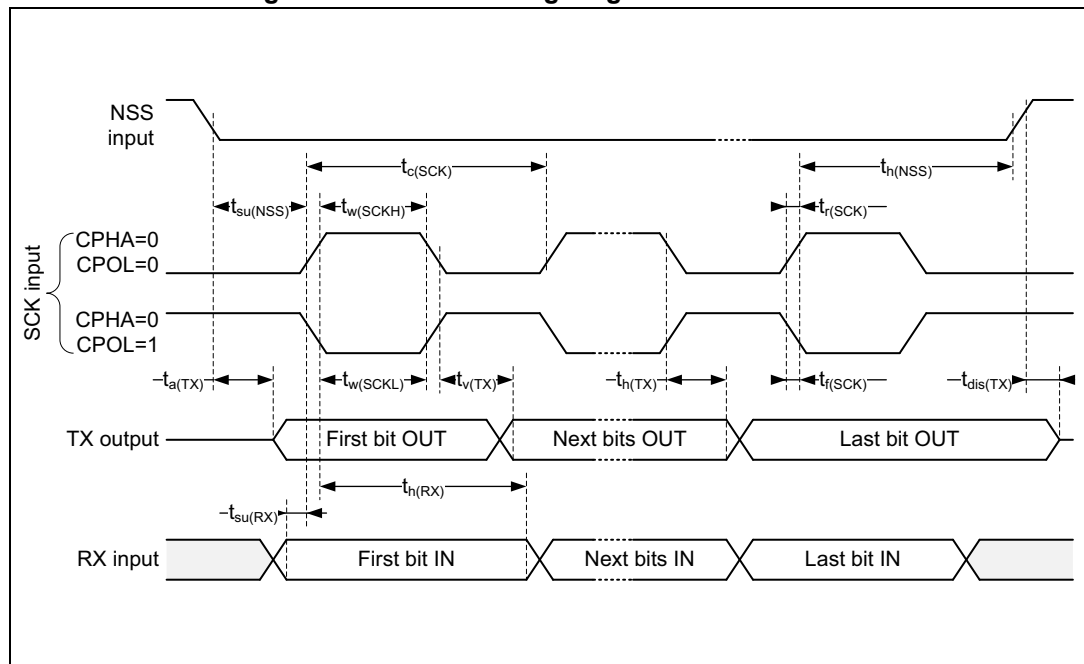 NSS
input
tc(SCK)
th(NSS)
tsu(NSS)
tw(SCKH)
tr(SCK)
SCK input
CPHA=0
CPOL=0
CPHA=0
CPOL=1
ta(TX)
tw(SCKL)
tv(TX)
th(TX)
tf(SCK)
tdis(TX)
TX output
First bit OUT
Next bits OUT
Last bit OUT
th(RX)
tsu(RX)
RX input
First bit IN
Next bits IN
Last bit IN